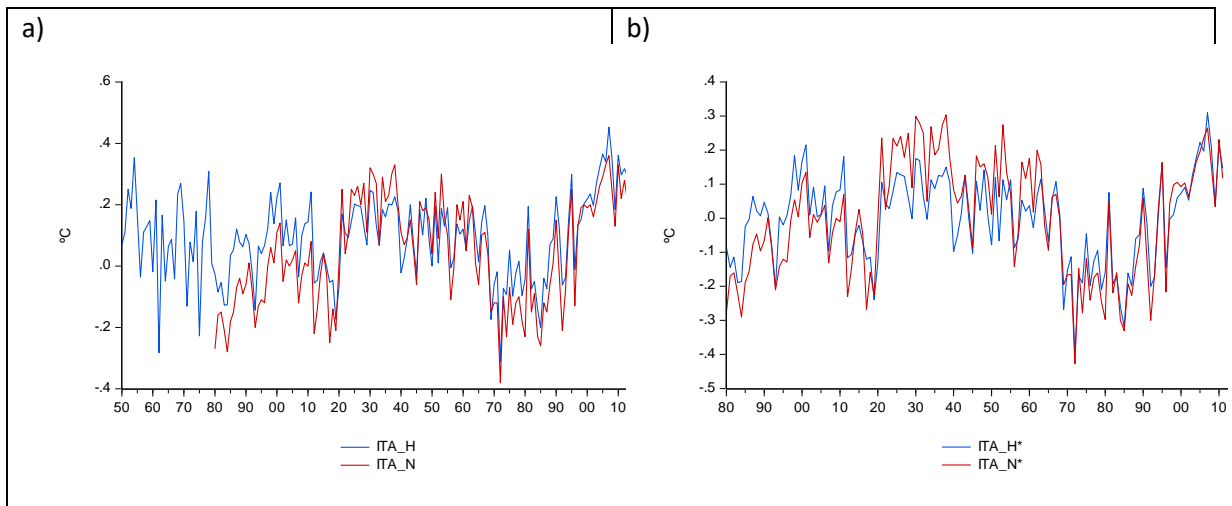 a)
.6
.4
.2
.0
-.2
-.4
ºC
50 60 70 80 90 00 10 20 30 40 50 60 70 80 90 00 10
ITA_H
ITA_N
b)
.4
.3
.2
.1
.0
-.1
-.2
-.3
-.4
-.5
ºC
80 90 00 10 20 30 40 50 60 70 80 90 00 10
ITA_H*
ITA_N*